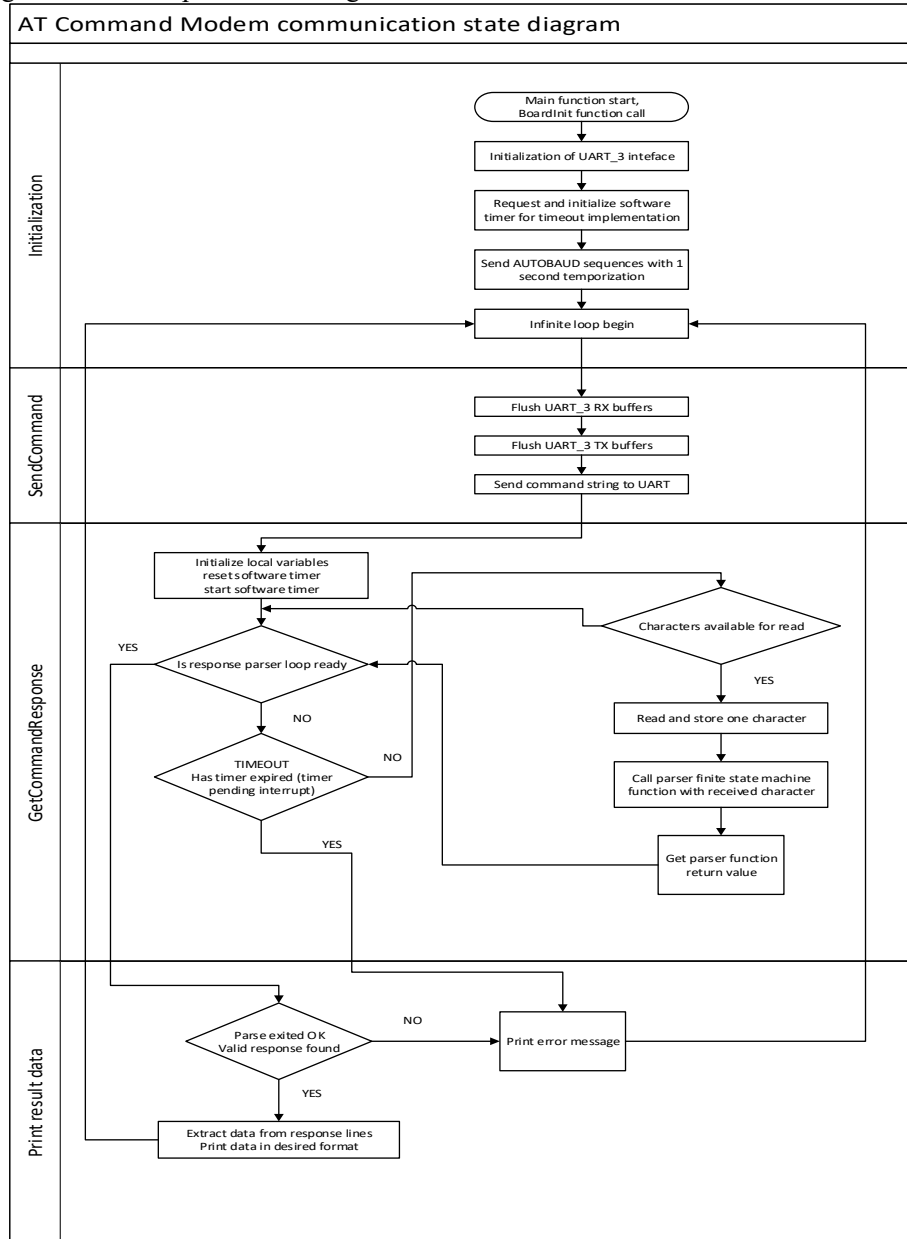 AT Command Modem communication state diagram
Initialization
Main function start,
BoardInit function call
Initialization of UART_3 inteface
Request and initialize software
timer for timeout implementation
Send AUTOBAUD sequences with 1
second temporization
Infinite loop begin
SendCommand
Flush UART_3 RX buffers
Flush UART_3 TX buffers
Send command string to UART
GetCommandResponse
Initialize local variables
reset software timer
start software timer
Characters available for read
YES
Is response parser loop ready
YES
NO
Read and store one character
TIMEOUT
Has timer expired (timer
pending interrupt)
NO
Call parser finite state machine
function with received character
YES
Get parser function
return value
Print result data
Parse exited OK
Valid response found
NO
Print error message
YES
Extract data from response lines
Print data in desired format